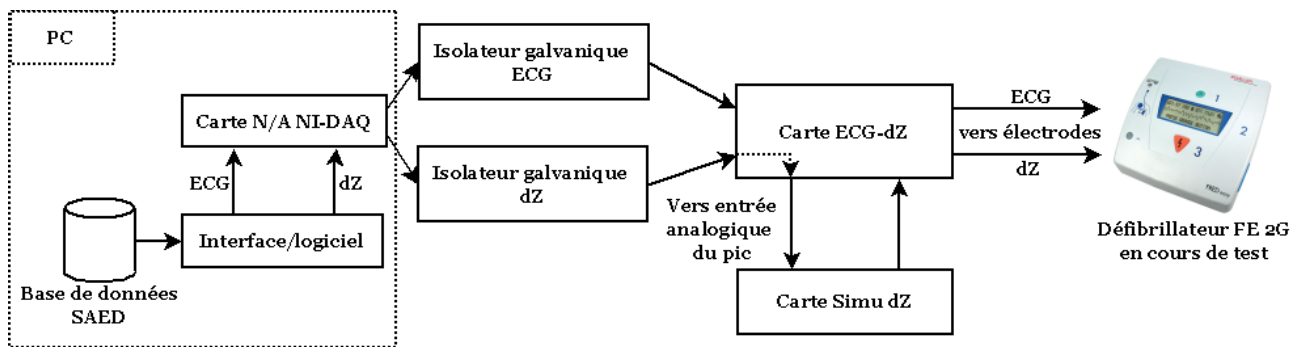 PC
Isolateur galvanique
ECG
Carte N/A NI-DAQ
ECG
dZ
Interface/logiciel
Base de données
SAED
Isolateur galvanique
dZ
Carte ECG-dZ
Vers entrée
analogique
du pic
Carte Simu dZ
ECG
vers électrodes
dZ
1
2
3
Défibrillateur FE 2G
en cours de test